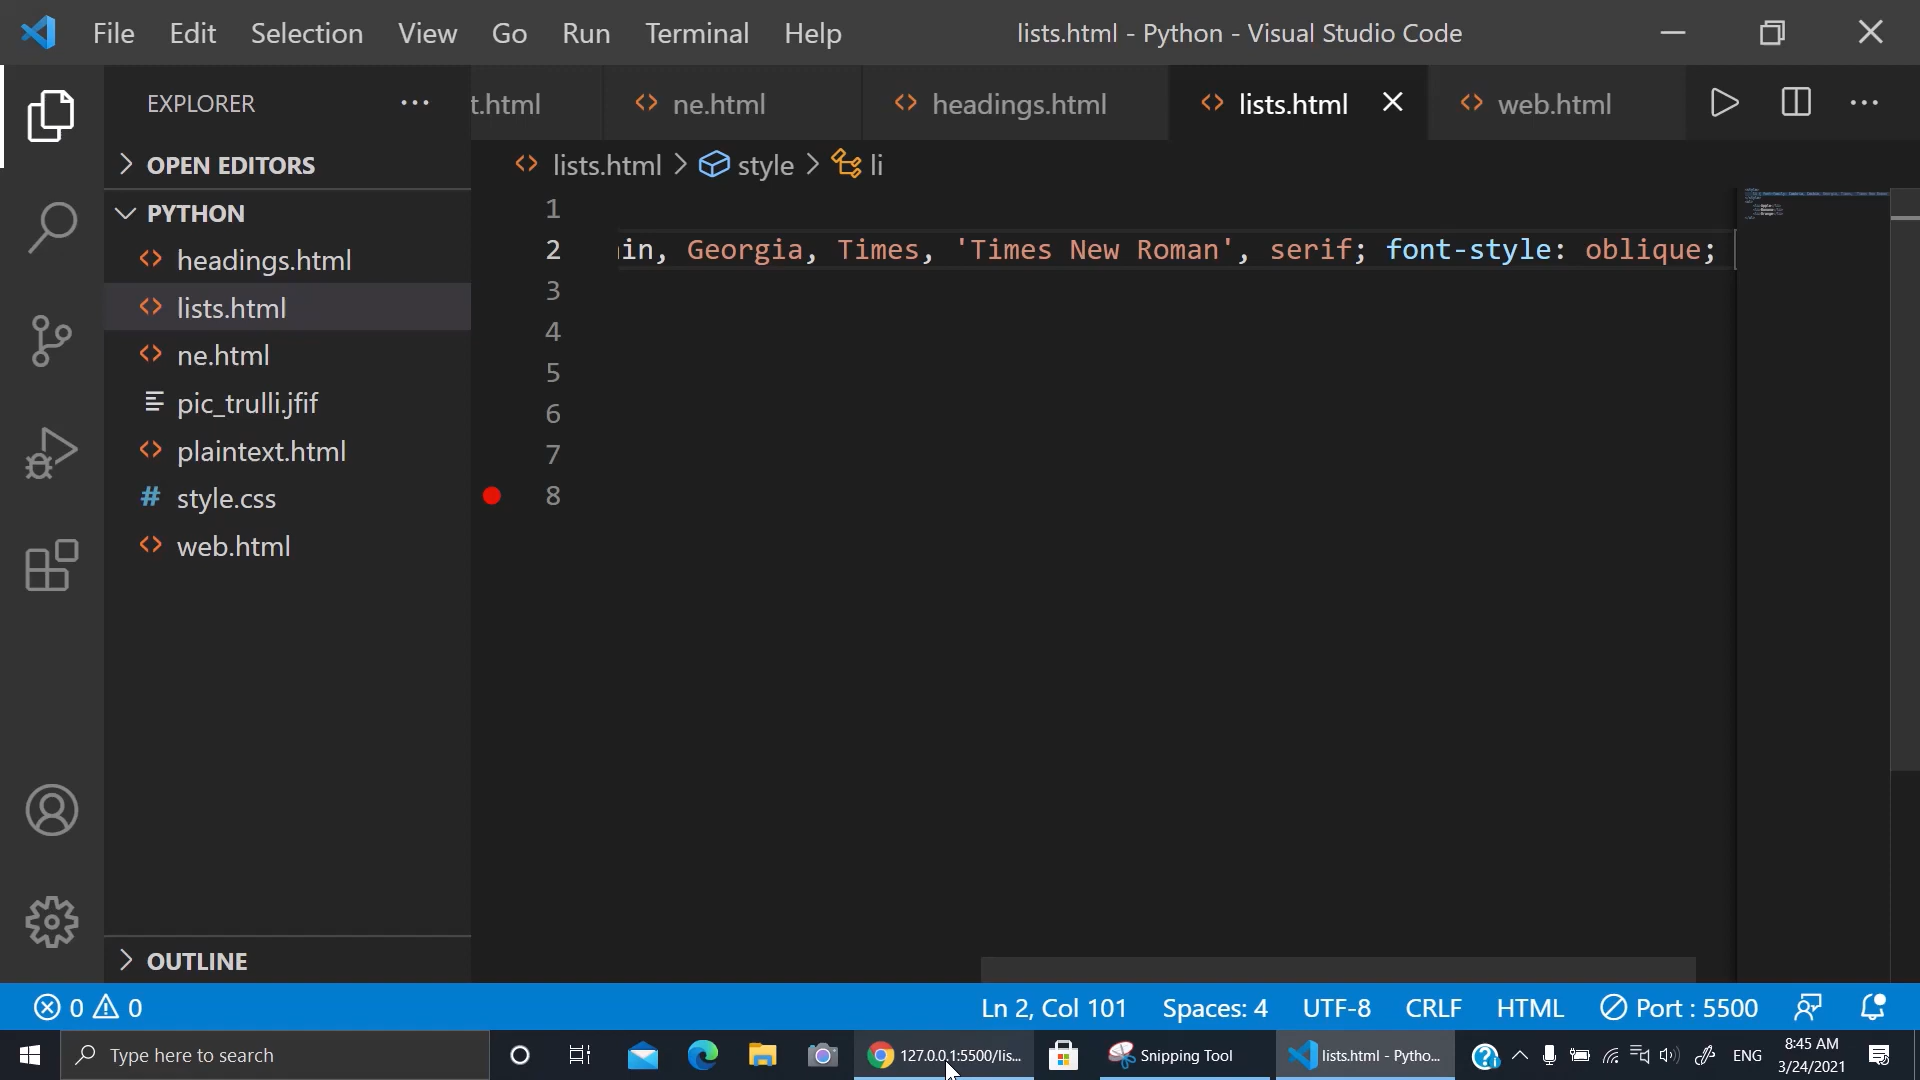 File Edit Selection View Go Run Terminal Help lists.html - Python - Visual Studio Code
EXPLORER ··· t.html ne.html headings.html lists.html web.html ···
OPEN EDITORS lists.html > style > li
PYTHON
headings.html
lists.html
ne.html
pic_trulli.jfif
plaintext.html
style.css
web.html
OUTLINE
1
2 in, Georgia, Times, 'Times New Roman', serif; font-style: oblique;
3
4
5
6
7
8
0 0 Ln 2, Col 101 Spaces: 4 UTF-8 CRLF HTML Port : 5500
Type here to search 127.0.0.1:5500/lis... Snipping Tool lists.html - Pytho... ENG 8:45 AM
3/24/2021